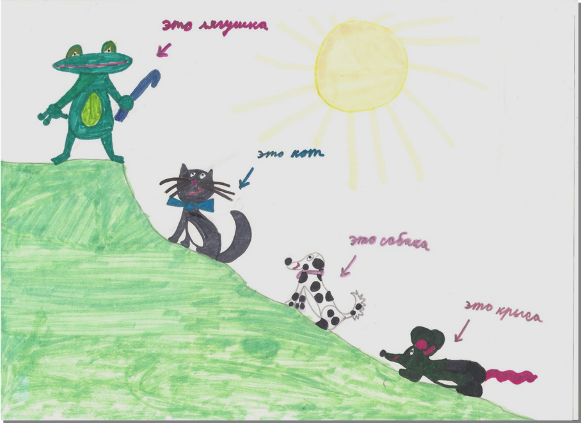 это лягушка
это кот
это собака
это крыса